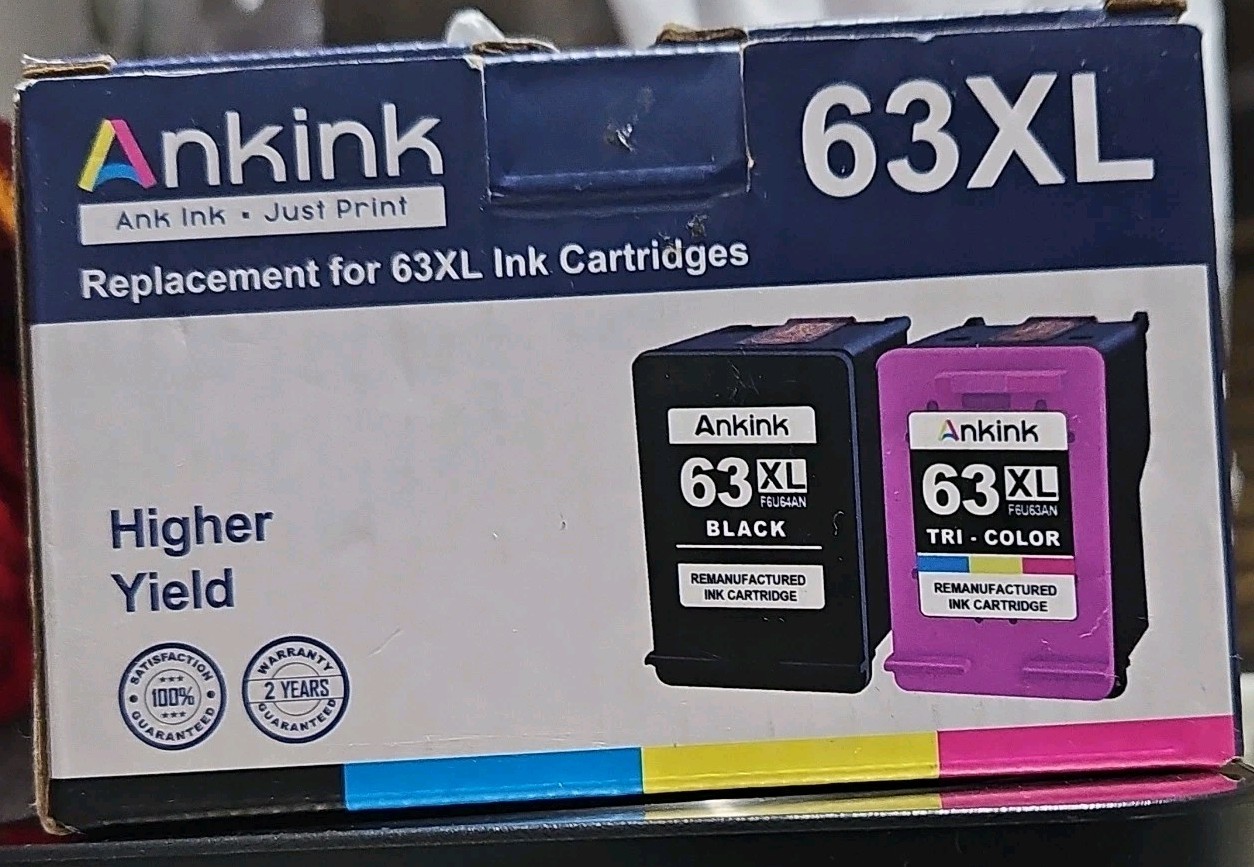 Ankink
Ank Ink • Just Print
63XL
Replacement for 63XL Ink Cartridges
Higher
Yield
SATISFACTION
100%
GUARANTEED
WARRANTY
2 YEARS
GUARANTEED
Ankink
63 XL
F6U64AN
BLACK
REMANUFACTURED
INK CARTRIDGE
Ankink
63 XL
F6U63AN
TRI - COLOR
REMANUFACTURED
INK CARTRIDGE